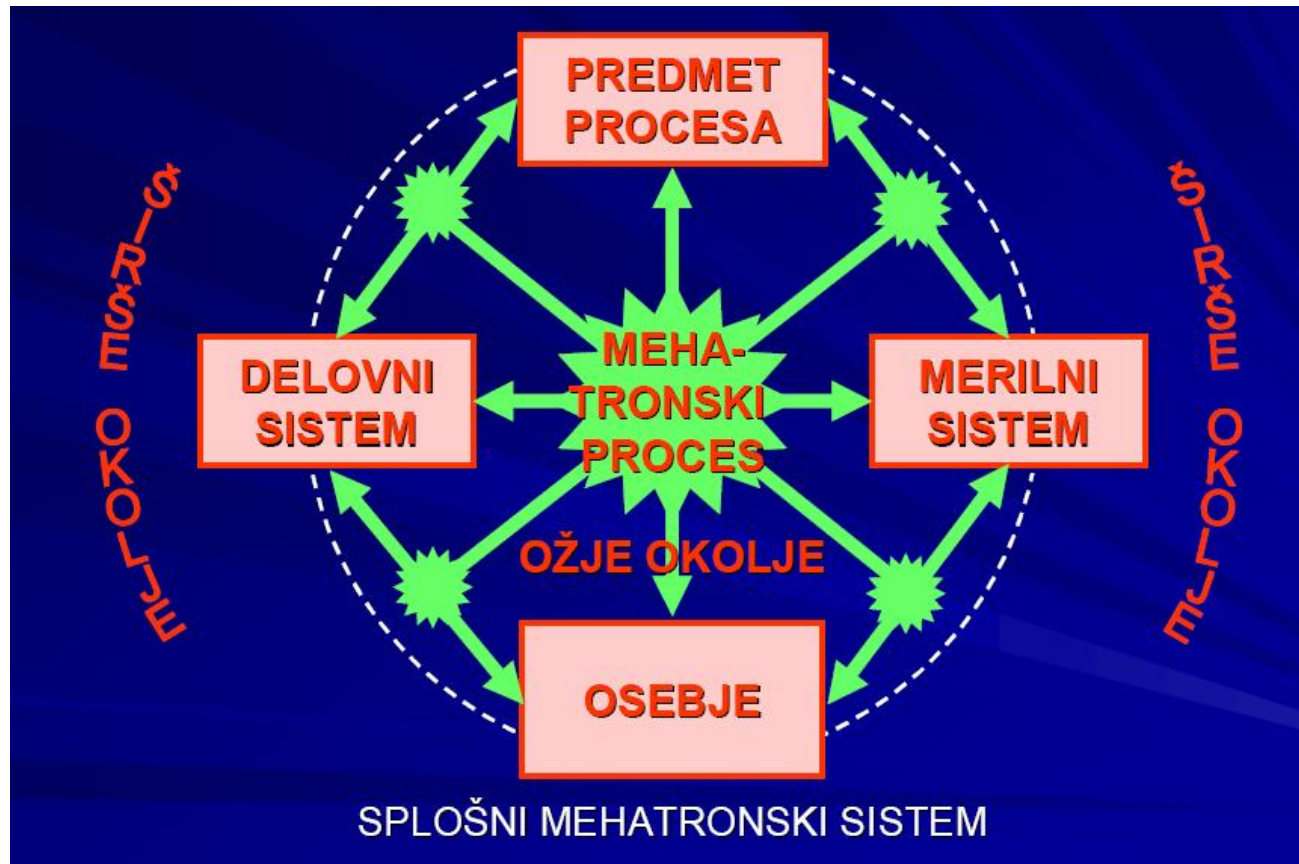 PREDMET
PROCESA
ŠIRŠE OKOLJE
ŠIRŠE OKOLJE
DELOVNI
SISTEM
MEHA-
TRONSKI
PROCES
MERILNI
SISTEM
OŽJE OKOLJE
OSEBJE
SPLOŠNI MEHATRONSKI SISTEM